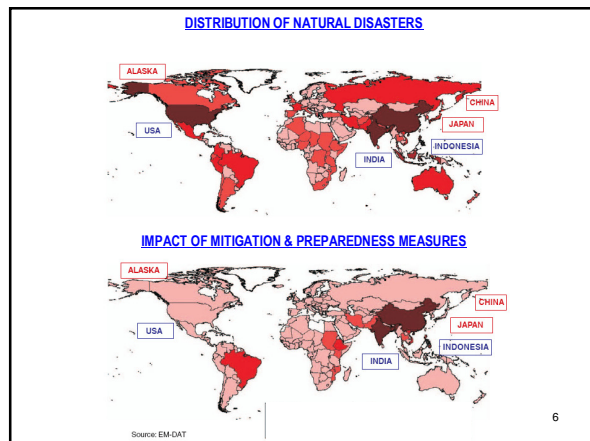 DISTRIBUTION OF NATURAL DISASTERS
ALASKA
CHINA
USA
JAPAN
INDIA
INDONESIA
IMPACT OF MITIGATION & PREPAREDNESS MEASURES
ALASKA
CHINA
USA
JAPAN
INDONESIA
INDIA
6
Source: EM-DAT